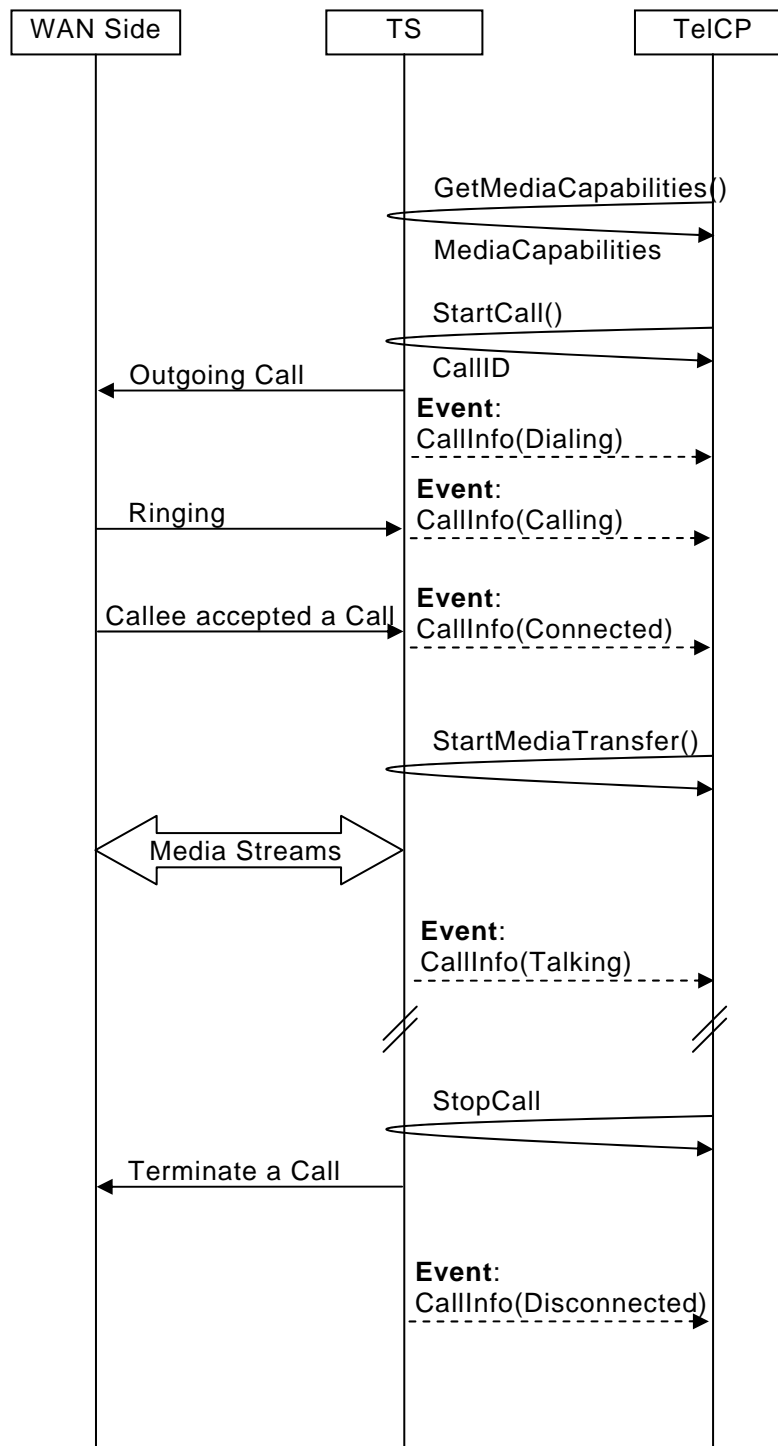 WAN Side
TS
TelCP
GetMediaCapabilities()
MediaCapabilities
StartCall()
CallID
Outgoing Call
Event:
CallInfo(Dialing)
Event:
Ringing
CallInfo(Calling)
Event:
Callee accepted a Call
CallInfo(Connected)
StartMediaTransfer()
Media Streams
Event:
CallInfo(Talking)
StopCall
Terminate a Call
Event:
CallInfo(Disconnected)